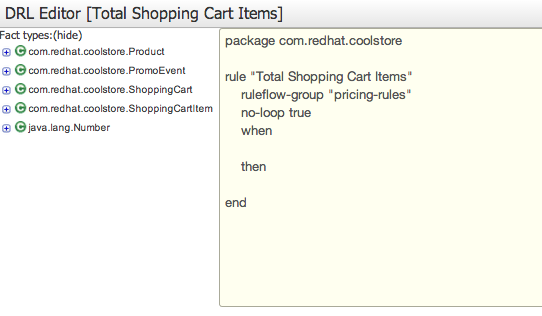 DRL Editor [Total Shopping Cart Items]
Fact types:(hide)
com.redhat.coolstore.Product
com.redhat.coolstore.PromoEvent
com.redhat.coolstore.ShoppingCart
com.redhat.coolstore.ShoppingCartItem
java.lang.Number
package com.redhat.coolstore
rule "Total Shopping Cart Items"
ruleflow-group "pricing-rules"
no-loop true
when
then
end